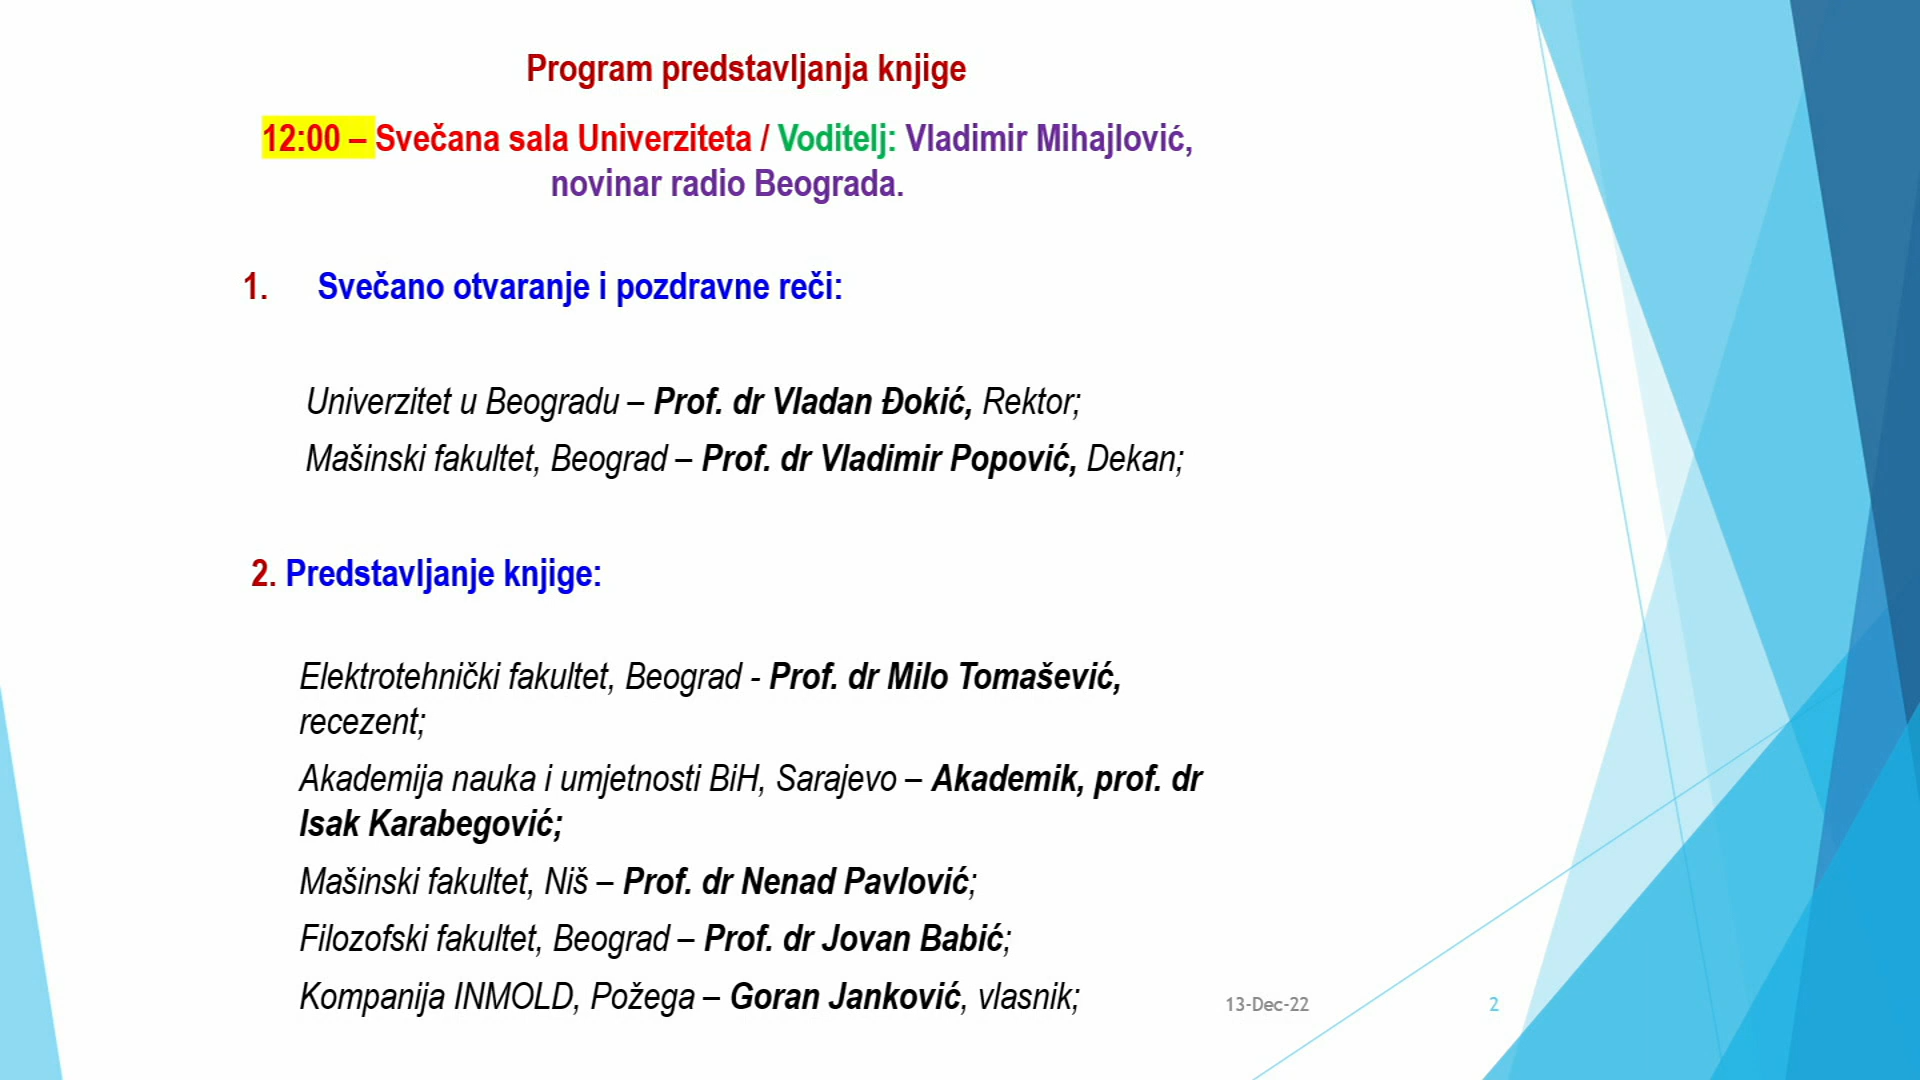 Program predstavljanja knjige
12:00 – Svečana sala Univerziteta / Voditelj: Vladimir Mihajlović,
novinar radio Beograda.
1. Svečano otvaranje i pozdravne reči:
Univerzitet u Beogradu – Prof. dr Vladan Đokić, Rektor;
Mašinski fakultet, Beograd – Prof. dr Vladimir Popović, Dekan;
2. Predstavljanje knjige:
Elektrotehnički fakultet, Beograd - Prof. dr Milo Tomašević,
recezent;
Akademija nauka i umjetnosti BiH, Sarajevo – Akademik, prof. dr
Isak Karabegović;
Mašinski fakultet, Niš – Prof. dr Nenad Pavlović;
Filozofski fakultet, Beograd – Prof. dr Jovan Babić;
Kompanija INMOLD, Požega – Goran Janković, vlasnik;
13-Dec-22
2